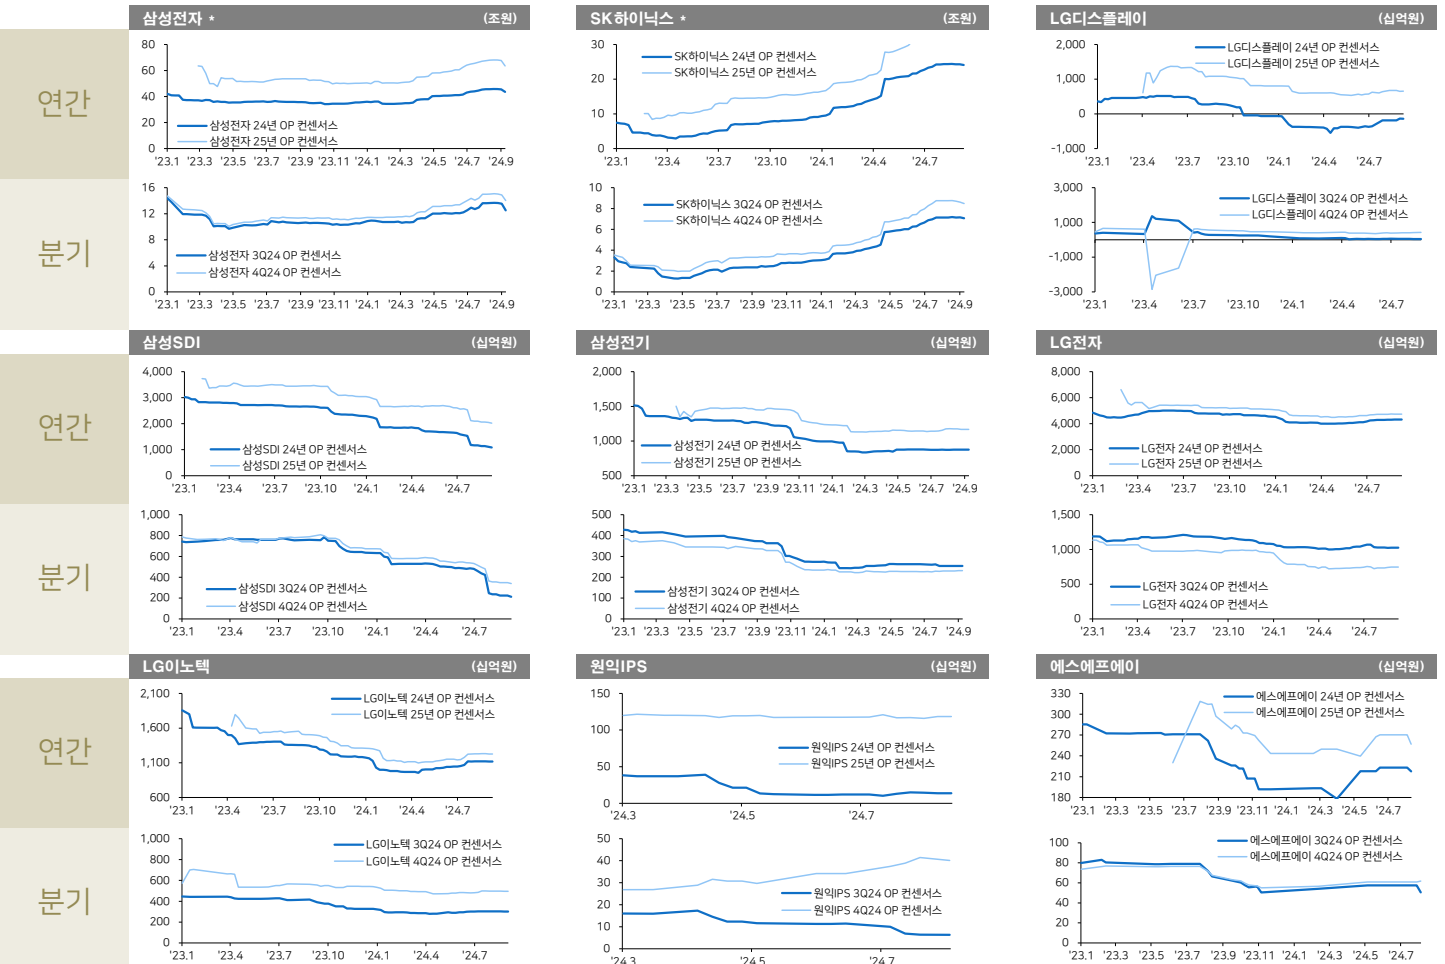 삼성전자 * (조원)
SK하이닉스 * (조원)
LG디스플레이 (십억원)
연간
80
60
40
20
0
삼성전자 24년 OP 컨센서스
삼성전자 25년 OP 컨센서스
'23.1 '23.3 '23.5 '23.7 '23.9 '23.11 '24.1 '24.3 '24.5 '24.7 '24.9
30
20
10
0
SK하이닉스 24년 OP 컨센서스
SK하이닉스 25년 OP 컨센서스
'23.1 '23.4 '23.7 '23.10 '24.1 '24.4 '24.7
2,000
1,000
0
-1,000
LG디스플레이 24년 OP 컨센서스
LG디스플레이 25년 OP 컨센서스
'23.1 '23.4 '23.7 '23.10 '24.1 '24.4 '24.7
분기
16
12
8
4
0
삼성전자 3Q24 OP 컨센서스
삼성전자 4Q24 OP 컨센서스
'23.1 '23.3 '23.5 '23.7 '23.9 '23.11 '24.1 '24.3 '24.5 '24.7 '24.9
10
8
6
4
2
0
SK하이닉스 3Q24 OP 컨센서스
SK하이닉스 4Q24 OP 컨센서스
'23.1 '23.3 '23.5 '23.7 '23.9 '23.11 '24.1 '24.3 '24.5 '24.7 '24.9
3,000
1,000
-1,000
-3,000
LG디스플레이 3Q24 OP 컨센서스
LG디스플레이 4Q24 OP 컨센서스
'23.1 '23.4 '23.7 '23.10 '24.1 '24.4 '24.7
삼성SDI (십억원)
삼성전기 (십억원)
LG전자 (십억원)
연간
4,000
3,000
2,000
1,000
0
삼성SDI 24년 OP 컨센서스
삼성SDI 25년 OP 컨센서스
'23.1 '23.4 '23.7 '23.10 '24.1 '24.4 '24.7
2,000
1,500
1,000
500
삼성전기 24년 OP 컨센서스
삼성전기 25년 OP 컨센서스
'23.1 '23.3 '23.5 '23.7 '23.9 '23.11 '24.1 '24.3 '24.5 '24.7 '24.9
8,000
6,000
4,000
2,000
0
LG전자 24년 OP 컨센서스
LG전자 25년 OP 컨센서스
'23.1 '23.4 '23.7 '23.10 '24.1 '24.4 '24.7
분기
1,000
800
600
400
200
0
삼성SDI 3Q24 OP 컨센서스
삼성SDI 4Q24 OP 컨센서스
'23.1 '23.4 '23.7 '23.10 '24.1 '24.4 '24.7
500
400
300
200
100
0
삼성전기 3Q24 OP 컨센서스
삼성전기 4Q24 OP 컨센서스
'23.1 '23.3 '23.5 '23.7 '23.9 '23.11 '24.1 '24.3 '24.5 '24.7 '24.9
1,500
1,000
500
0
LG전자 3Q24 OP 컨센서스
LG전자 4Q24 OP 컨센서스
'23.1 '23.4 '23.7 '23.10 '24.1 '24.4 '24.7
LG이노텍 (십억원)
원익IPS (십억원)
에스에프에이 (십억원)
연간
2,100
1,600
1,100
600
LG이노텍 24년 OP 컨센서스
LG이노텍 25년 OP 컨센서스
'23.1 '23.4 '23.7 '23.10 '24.1 '24.4 '24.7
150
100
50
0
원익IPS 24년 OP 컨센서스
원익IPS 25년 OP 컨센서스
'24.3 '24.5 '24.7
330
300
270
240
210
180
에스에프에이 24년 OP 컨센서스
에스에프에이 25년 OP 컨센서스
'23.1 '23.3 '23.5 '23.7 '23.9 '23.11 '24.1 '24.3 '24.5 '24.7
분기
1,000
800
600
400
200
0
LG이노텍 3Q24 OP 컨센서스
LG이노텍 4Q24 OP 컨센서스
'23.1 '23.4 '23.7 '23.10 '24.1 '24.4 '24.7
50
40
30
20
10
0
원익IPS 3Q24 OP 컨센서스
원익IPS 4Q24 OP 컨센서스
'24.3 '24.5 '24.7
100
80
60
40
20
0
에스에프에이 3Q24 OP 컨센서스
에스에프에이 4Q24 OP 컨센서스
'23.1 '23.3 '23.5 '23.7 '23.9 '23.11 '24.1 '24.3 '24.5 '24.7